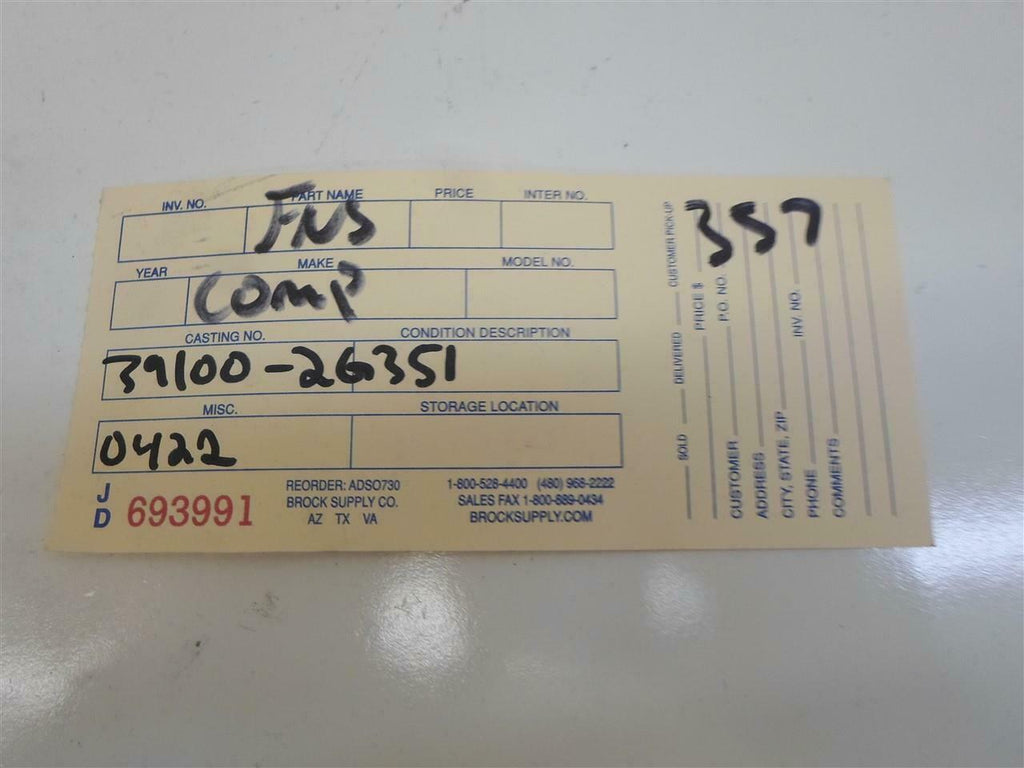 INV. NO. PART NAME PRICE INTER NO.
FNS
YEAR MAKE MODEL NO.
COMP
CASTING NO. CONDITION DESCRIPTION
39100-2G351
MISC. STORAGE LOCATION
0422
JD 693991
REORDER: ADSO730
BROCK SUPPLY CO.
AZ TX VA
1-800-528-4400 (480) 968-2222
SALES FAX 1-800-889-0434
BROCKSUPPLY.COM
357
SOLD DELIVERED CUSTOMER PICK-UP
PRICE $
CUSTOMER P.O. NO.
ADDRESS
CITY, STATE, ZIP
PHONE INV. NO.
COMMENTS